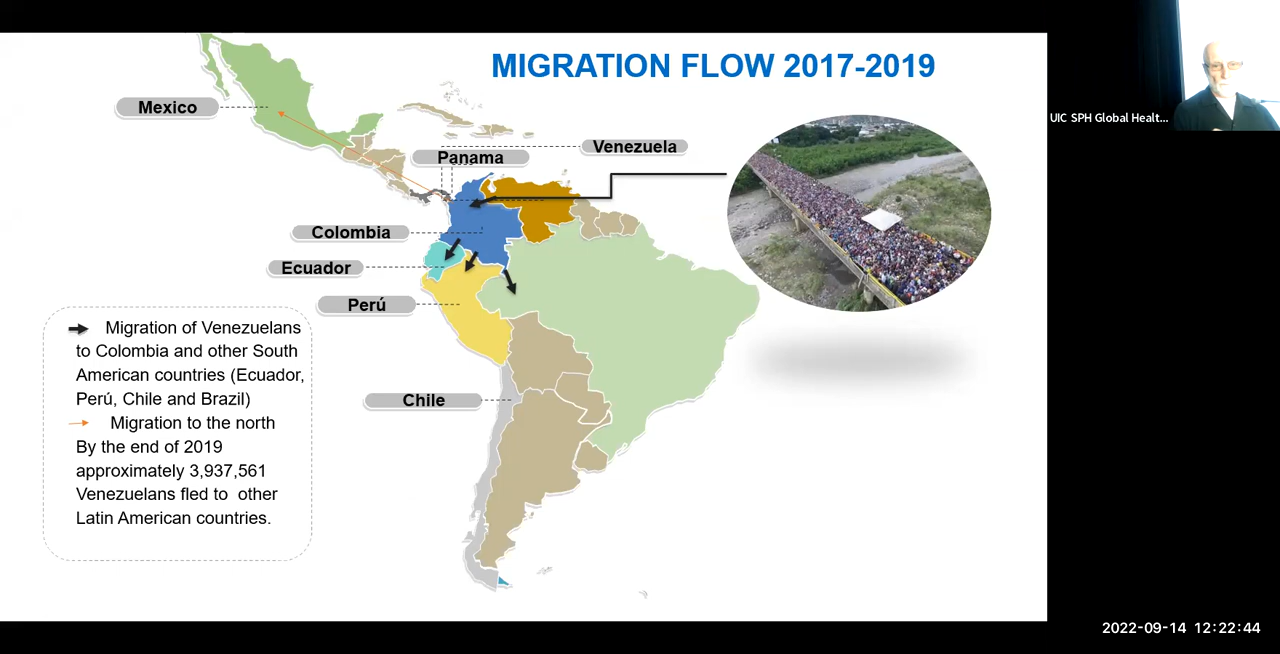 MIGRATION FLOW 2017-2019
Mexico
UIC SPH Global Healt...
Venezuela
Panama
Colombia
Ecuador
Perú
Migration of Venezuelans
to Colombia and other South
American countries (Ecuador,
Perú, Chile and Brazil)
Migration to the north
By the end of 2019
approximately 3,937,561
Venezuelans fled to other
Latin American countries.
Chile
2022-09-14 12:22:44